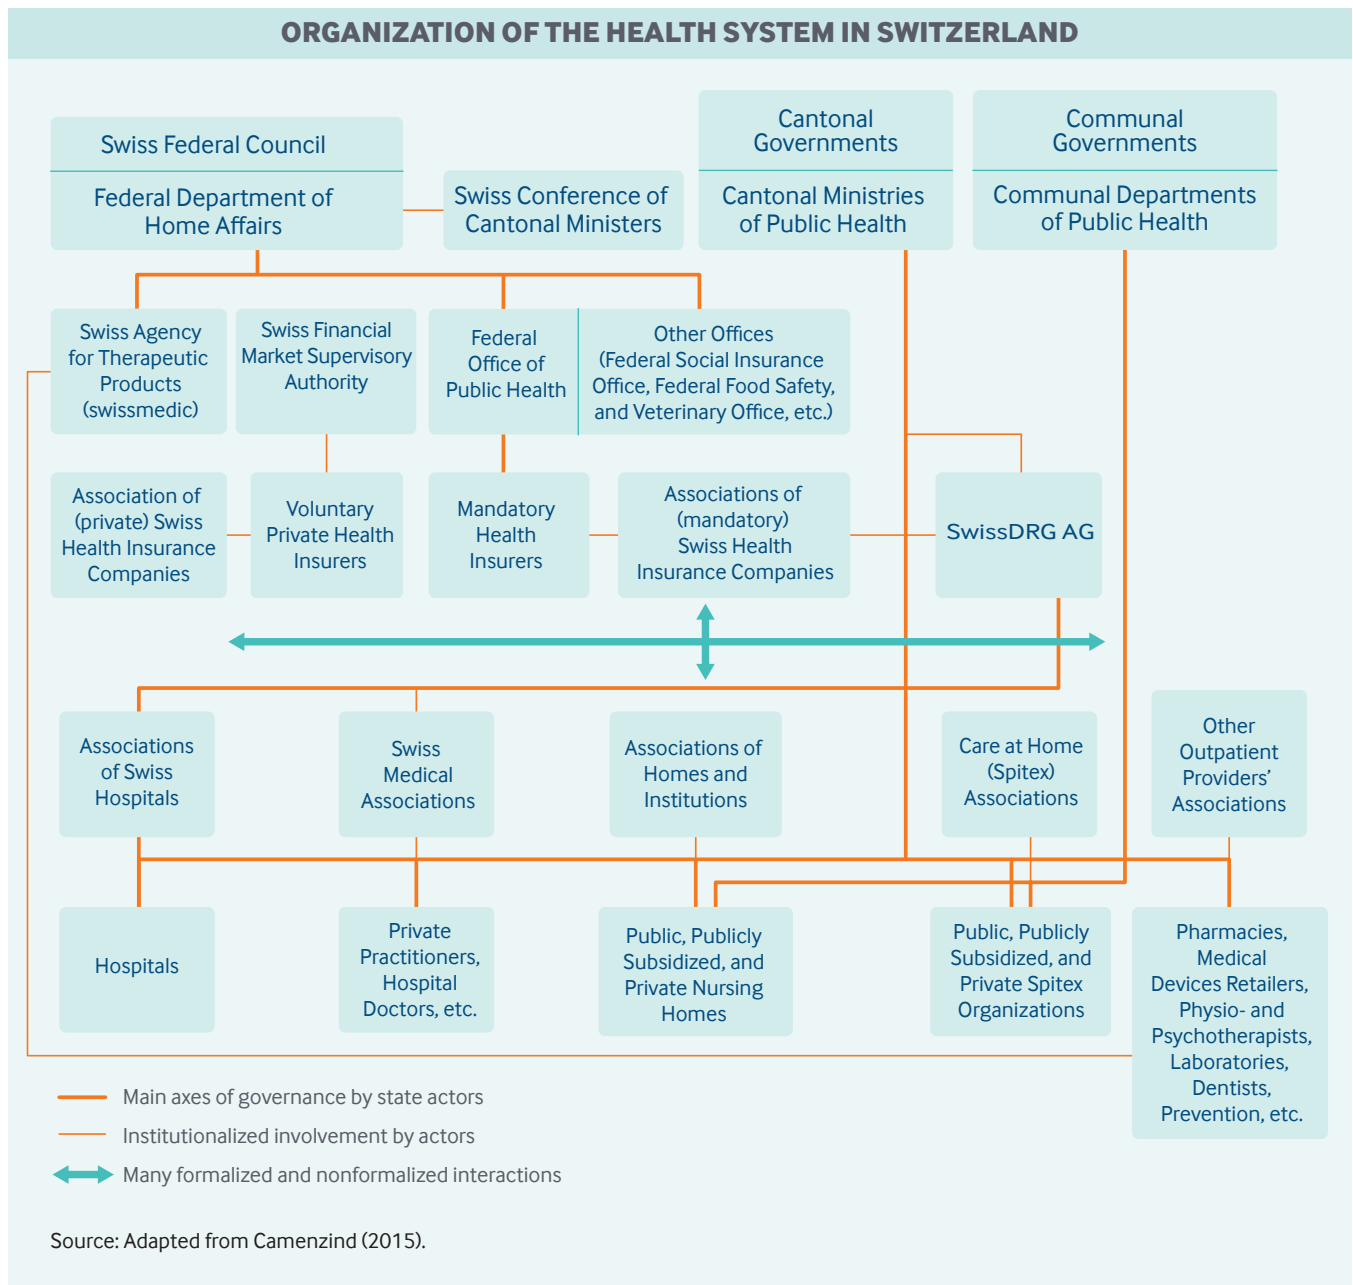 ORGANIZATION OF THE HEALTH SYSTEM IN SWITZERLAND
Swiss Federal Council
Federal Department of
Home Affairs
Swiss Conference of
Cantonal Ministers
Cantonal
Governments
Cantonal Ministries
of Public Health
Communal
Governments
Communal Departments
of Public Health
Swiss Agency
for Therapeutic
Products
(swissmedic)
Swiss Financial
Market Supervisory
Authority
Federal
Office of
Public Health
Other Offices
(Federal Social Insurance
Office, Federal Food Safety,
and Veterinary Office, etc.)
Association of
(private) Swiss
Health Insurance
Companies
Voluntary
Private Health
Insurers
Mandatory
Health
Insurers
Associations of
(mandatory)
Swiss Health
Insurance Companies
SwissDRG AG
Associations
of Swiss
Hospitals
Swiss
Medical
Associations
Associations of
Homes and
Institutions
Care at Home
(Spitex)
Associations
Other
Outpatient
Providers’
Associations
Hospitals
Private
Practitioners,
Hospital
Doctors, etc.
Public, Publicly
Subsidized, and
Private Nursing
Homes
Public, Publicly
Subsidized, and
Private Spitex
Organizations
Pharmacies,
Medical
Devices Retailers,
Physio- and
Psychotherapists,
Laboratories,
Dentists,
Prevention, etc.
Main axes of governance by state actors
Institutionalized involvement by actors
Many formalized and nonformalized interactions
Source: Adapted from Camenzind (2015).